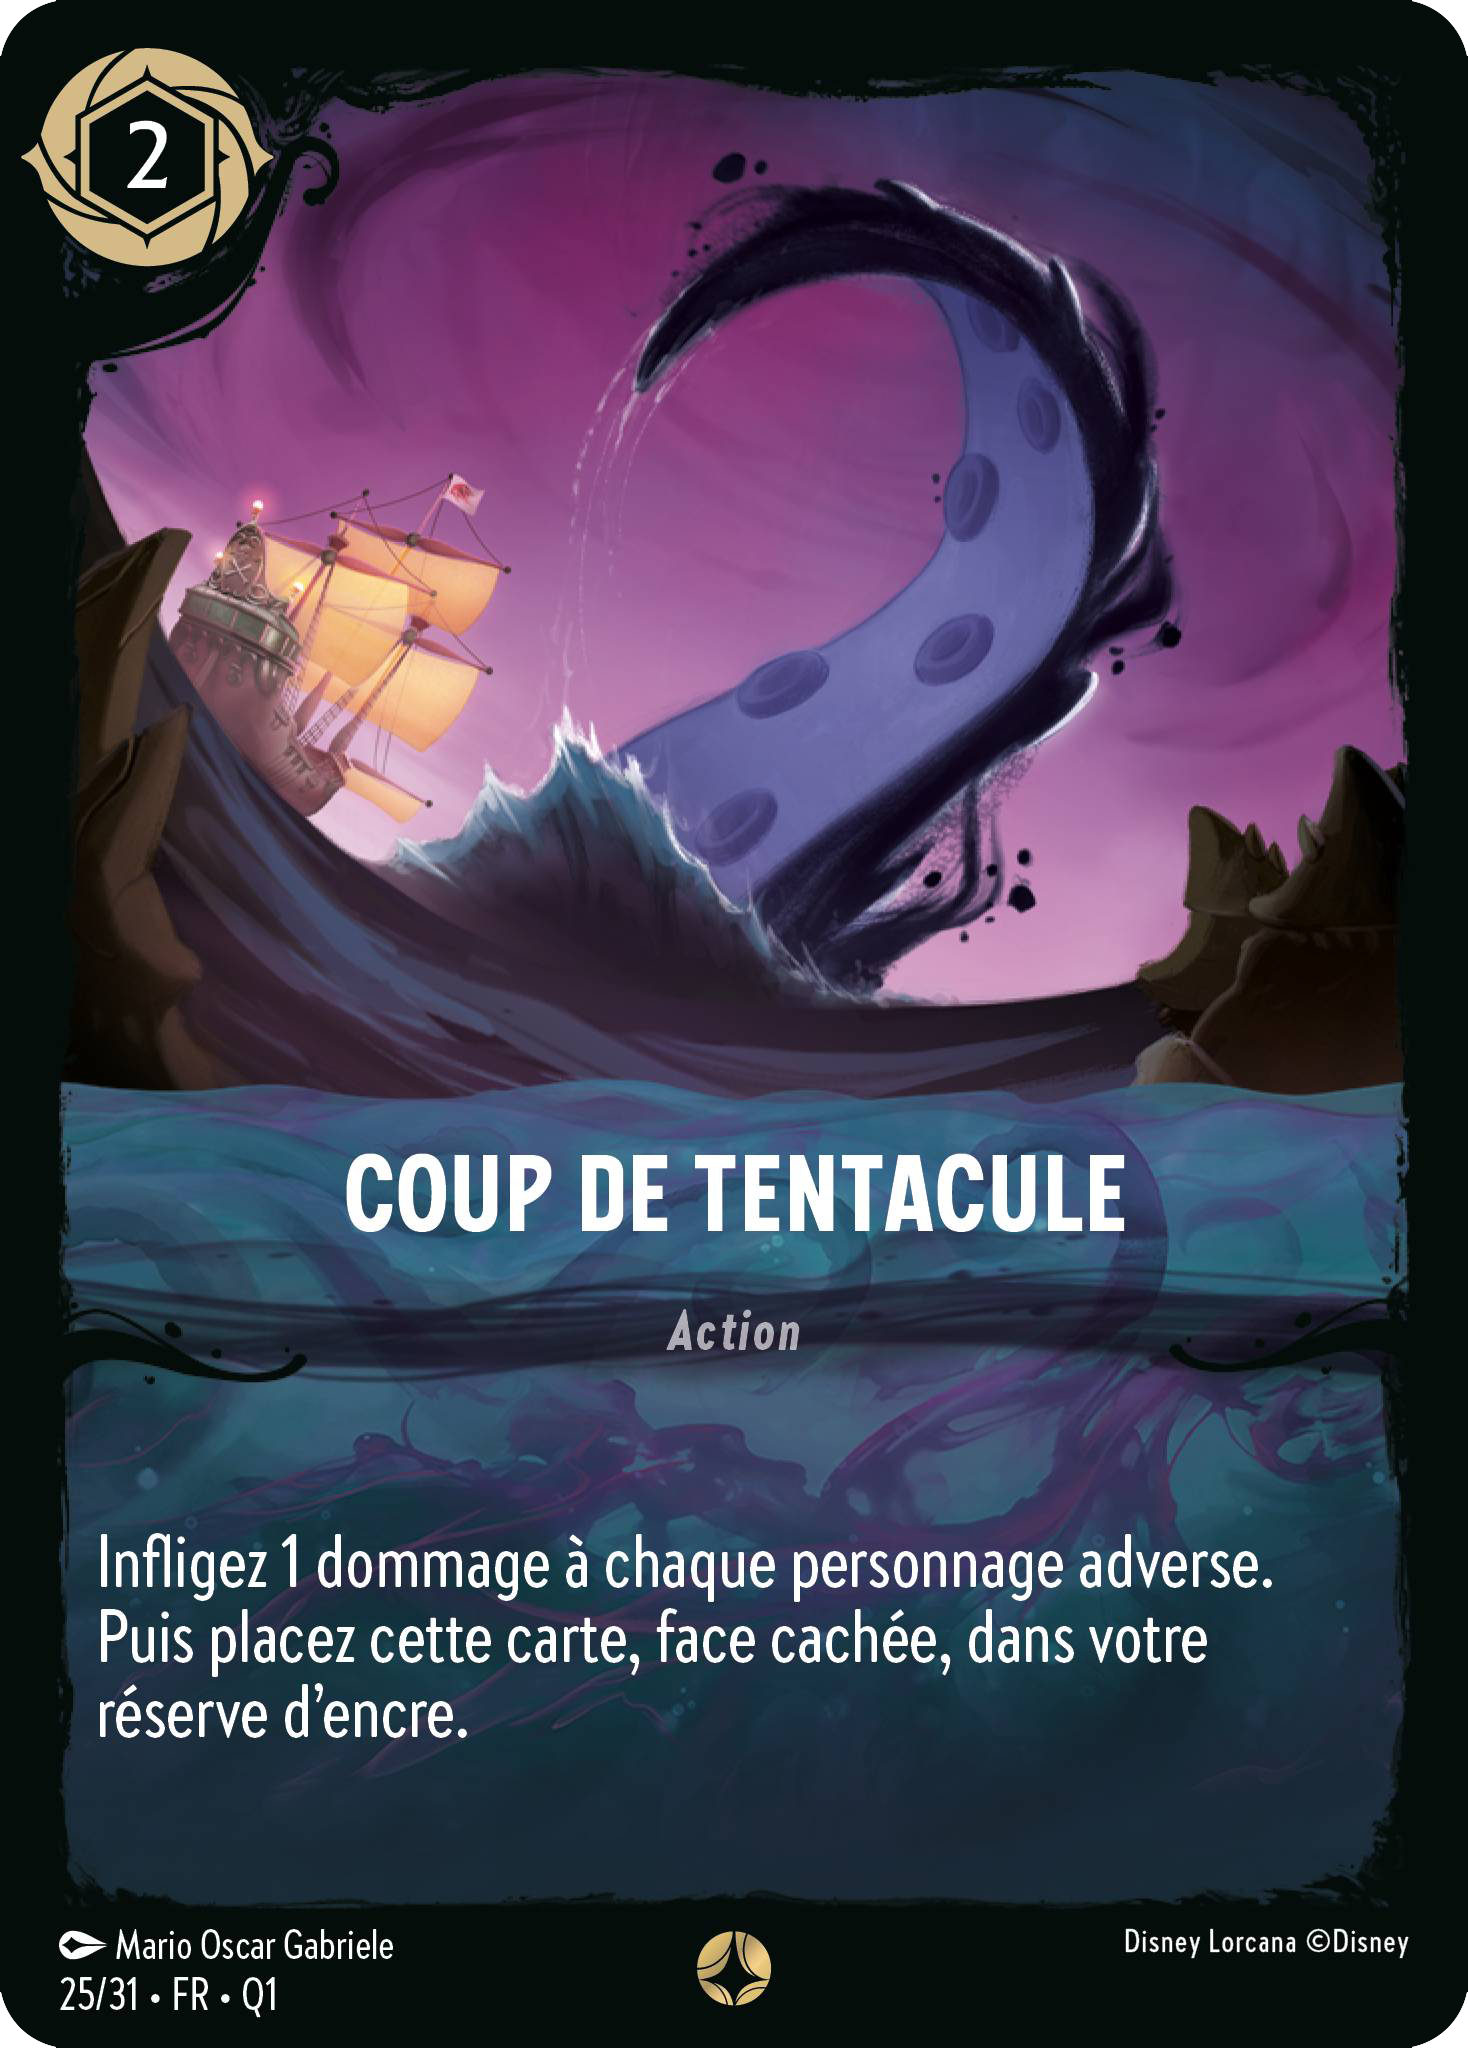 2
COUP DE TENTACULE
Action
Infligez 1 dommage à chaque personnage adverse.
Puis placez cette carte, face cachée, dans votre
réserve d’encre.
Mario Oscar Gabriele
Disney Lorcana ©Disney
25/31 • FR • Q1